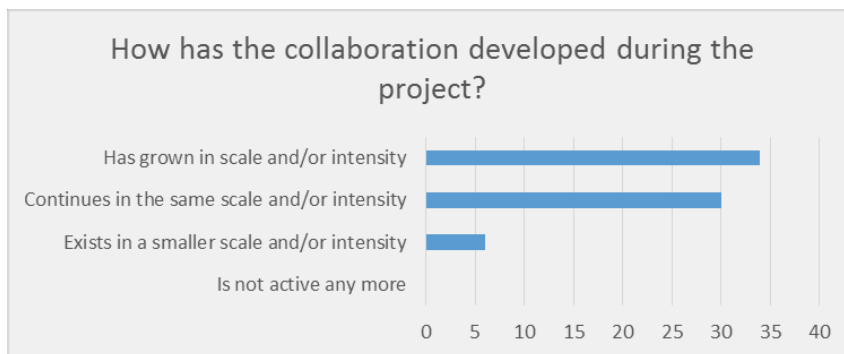 How has the collaboration developed during the
project?
Has grown in scale and/or intensity
Continues in the same scale and/or intensity
Exists in a smaller scale and/or intensity
Is not active any more
0 5 10 15 20 25 30 35 40